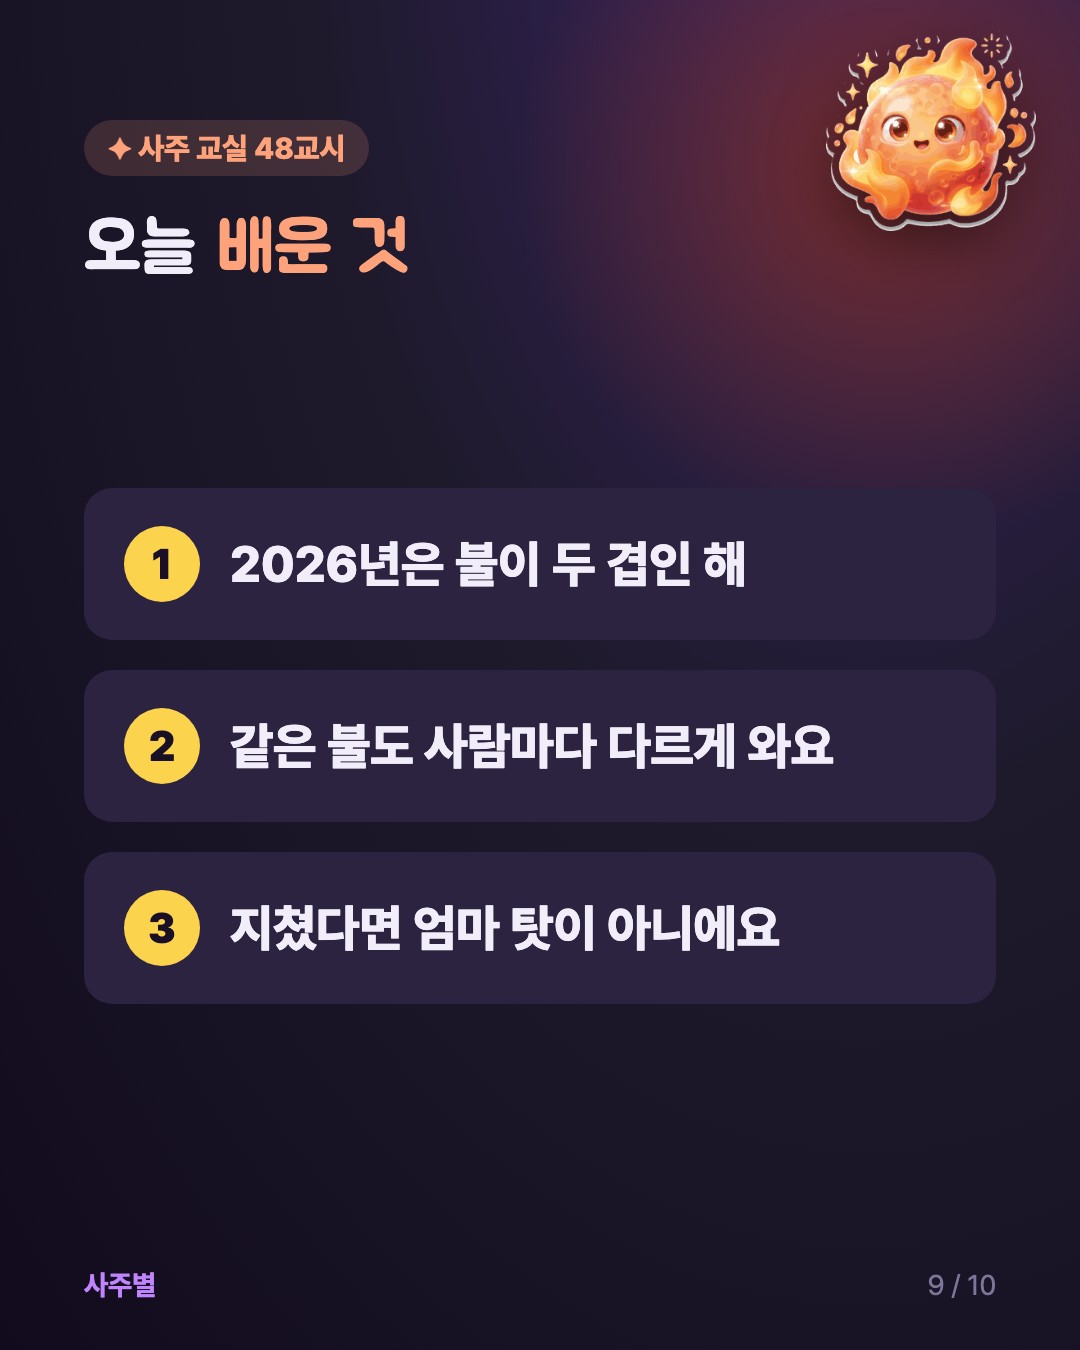 ✦ 사주 교실 48교시
오늘 배운 것
1 2026년은 불이 두 겹인 해
2 같은 불도 사람마다 다르게 와요
3 지쳤다면 엄마 탓이 아니에요
사주별
9 / 10